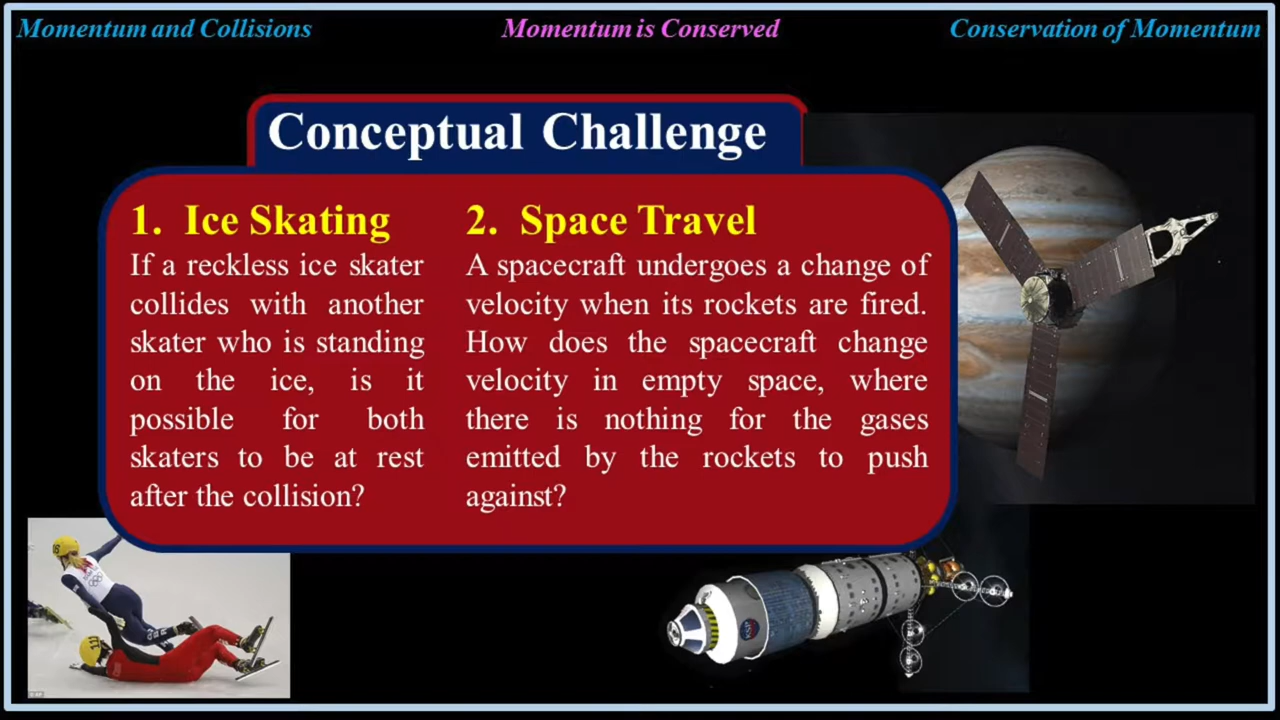 Momentum and Collisions
Momentum is Conserved
Conservation of Momentum
Conceptual Challenge
1. Ice Skating
If a reckless ice skater
collides with another
skater who is standing
on the ice, is it
possible for both
skaters to be at rest
after the collision?
2. Space Travel
A spacecraft undergoes a change of
velocity when its rockets are fired.
How does the spacecraft change
velocity in empty space, where
there is nothing for the gases
emitted by the rockets to push
against?